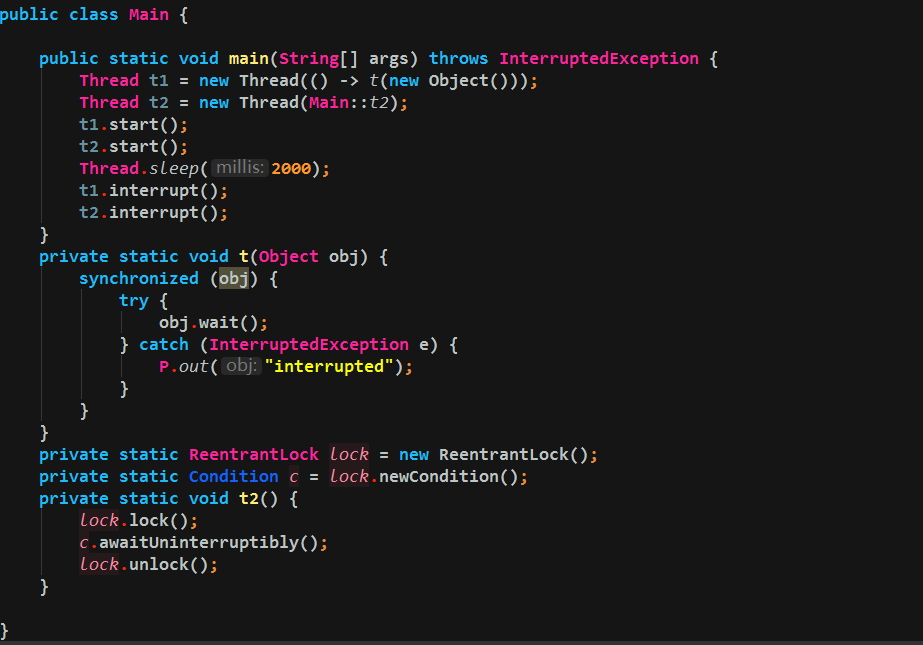 public class Main {
public static void main(String[] args) throws InterruptedException {
Thread t1 = new Thread(() -> t(new Object()));
Thread t2 = new Thread(Main::t2);
t1.start();
t2.start();
Thread.sleep( millis: 2000);
t1.interrupt();
t2.interrupt();
}
private static void t(Object obj) {
synchronized (obj) {
try {
obj.wait();
} catch (InterruptedException e) {
P.out( obj: "interrupted");
}
}
}
private static ReentrantLock lock = new ReentrantLock();
private static Condition c = lock.newCondition();
private static void t2() {
lock.lock();
c.awaitUninterruptibly();
lock.unlock();
}
}